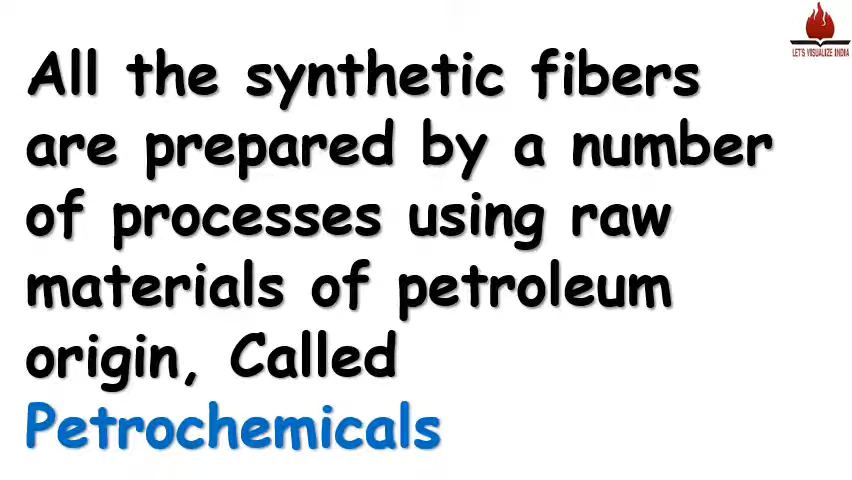 LET'S VISUALIZE INDIA
All the synthetic fibers
are prepared by a number
of processes using raw
materials of petroleum
origin, Called
Petrochemicals